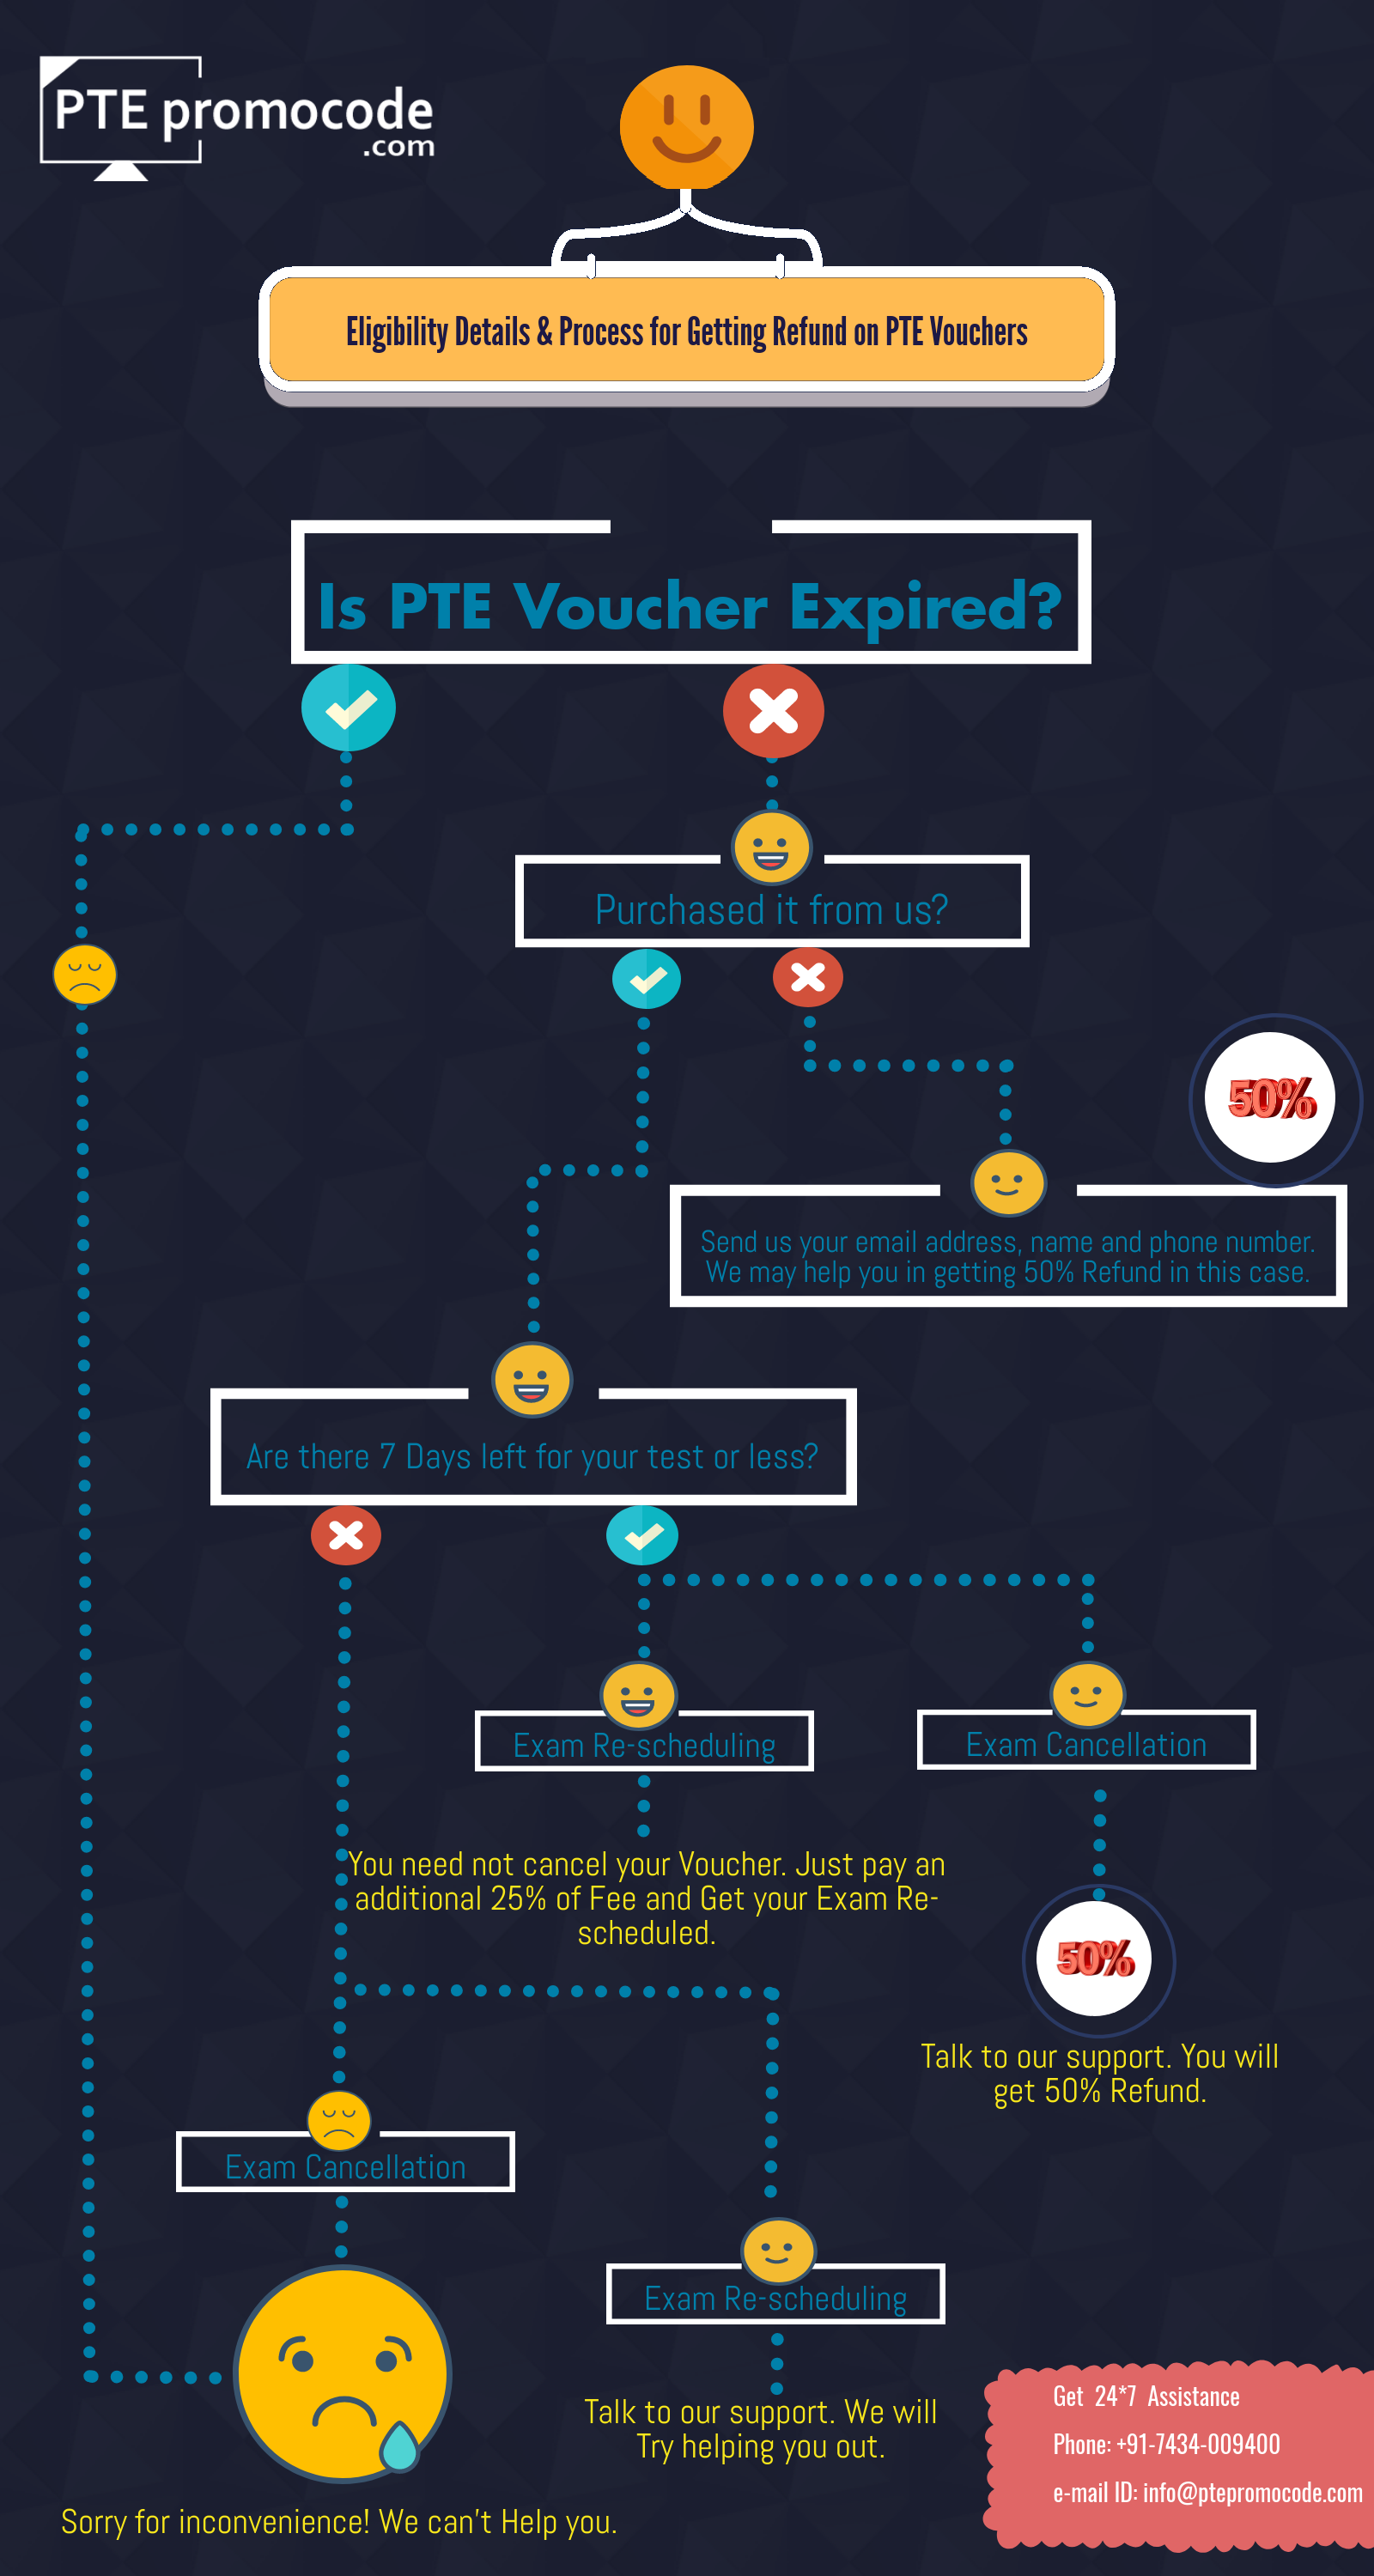 PTE promocode
.com
Eligibility Details & Process for Getting Refund on PTE Vouchers
Is PTE Voucher Expired?
Purchased it from us?
50%
Send us your email address, name and phone number.
We may help you in getting 50% Refund in this case.
Are there 7 Days left for your test or less?
Exam Re-scheduling
Exam Cancellation
You need not cancel your Voucher. Just pay an
additional 25% of Fee and Get your Exam Re-
scheduled.
50%
Talk to our support. You will
get 50% Refund.
Exam Cancellation
Exam Re-scheduling
Talk to our support. We will
Try helping you out.
Get 24*7 Assistance
Phone: +91-7434-009400
e-mail ID: info@ptepromocode.com
Sorry for inconvenience! We can't Help you.